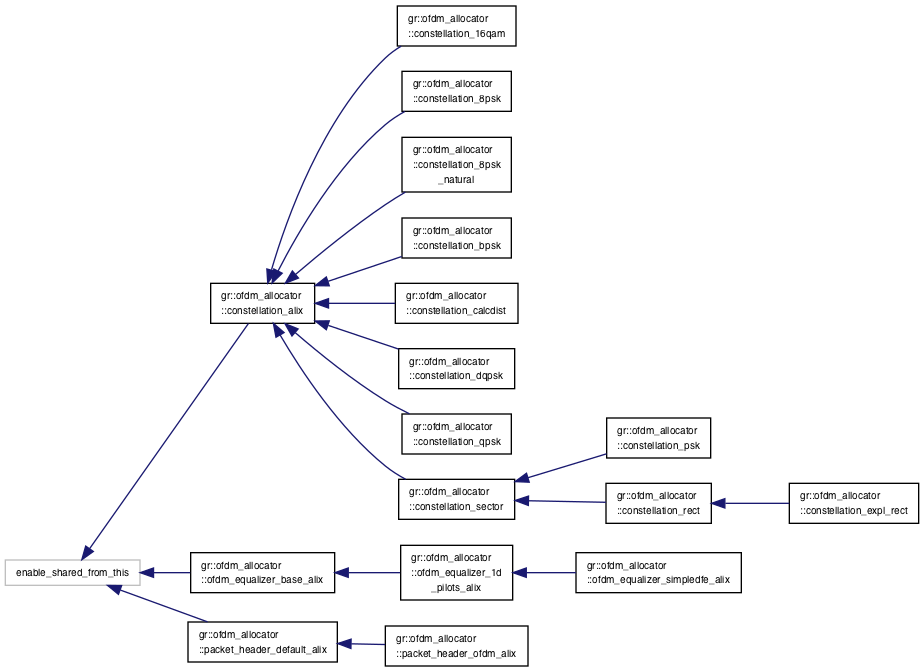 gr::ofdm_allocator
::constellation_16qam
gr::ofdm_allocator
::constellation_8psk
gr::ofdm_allocator
::constellation_8psk
_natural
gr::ofdm_allocator
::constellation_bpsk
gr::ofdm_allocator
::constellation_alix
gr::ofdm_allocator
::constellation_calcdist
gr::ofdm_allocator
::constellation_dqpsk
gr::ofdm_allocator
::constellation_qpsk
gr::ofdm_allocator
::constellation_psk
gr::ofdm_allocator
::constellation_sector
gr::ofdm_allocator
::constellation_rect
gr::ofdm_allocator
::constellation_expl_rect
enable_shared_from_this
gr::ofdm_allocator
::ofdm_equalizer_base_alix
gr::ofdm_allocator
::ofdm_equalizer_1d
_pilots_alix
gr::ofdm_allocator
::ofdm_equalizer_simpledfe_alix
gr::ofdm_allocator
::packet_header_default_alix
gr::ofdm_allocator
::packet_header_ofdm_alix